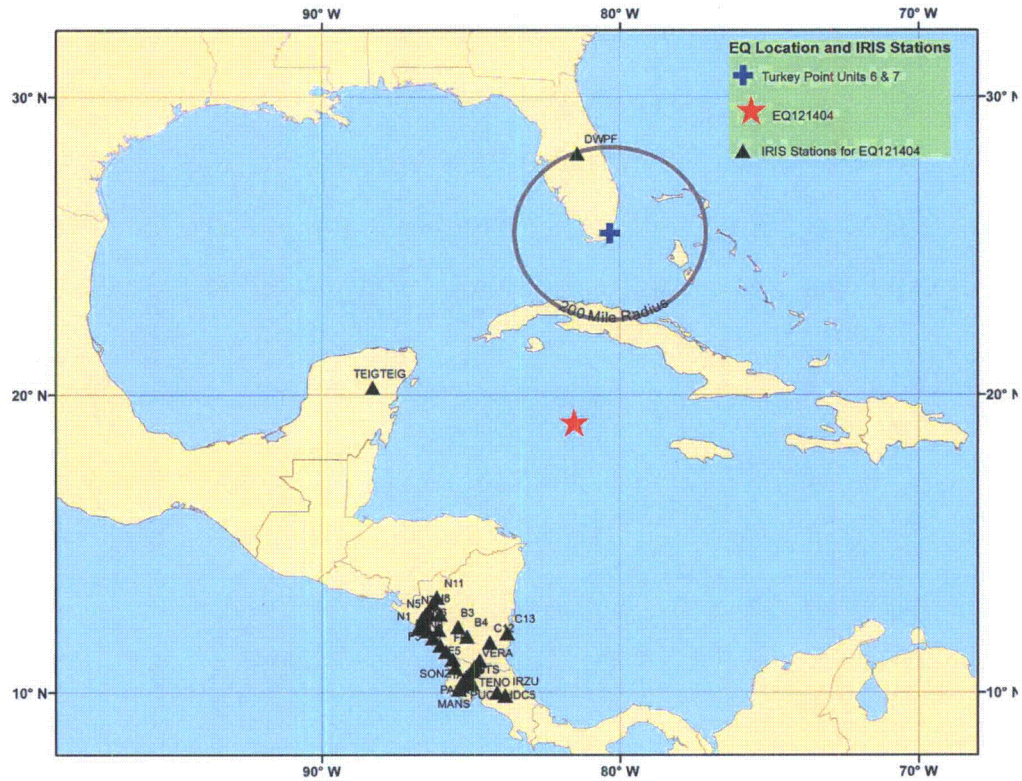 90° W 80° W 70° W
EQ Location and IRIS Stations
Turkey Point Units 6 & 7
EQ121404
IRIS Stations for EQ121404
30° N 30° N
DWPF
200 Mile Radius
TEIGTEIG
20° N 20° N
N11
N5
N1 B3
B4 C12 C13
VERA
TENO IRZU
HDC5
MANS
10° N 10° N
90° W 80° W 70° W